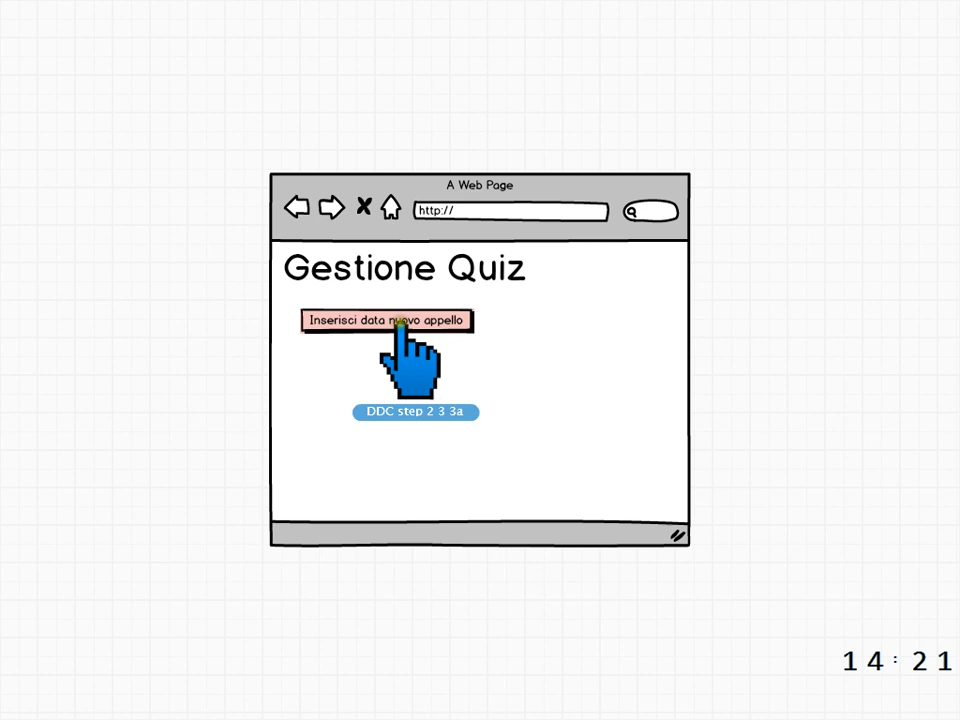 A Web Page
http://
Gestione Quiz
Inserisci data nuovo appello
DDC step 2 3 3a
14:21